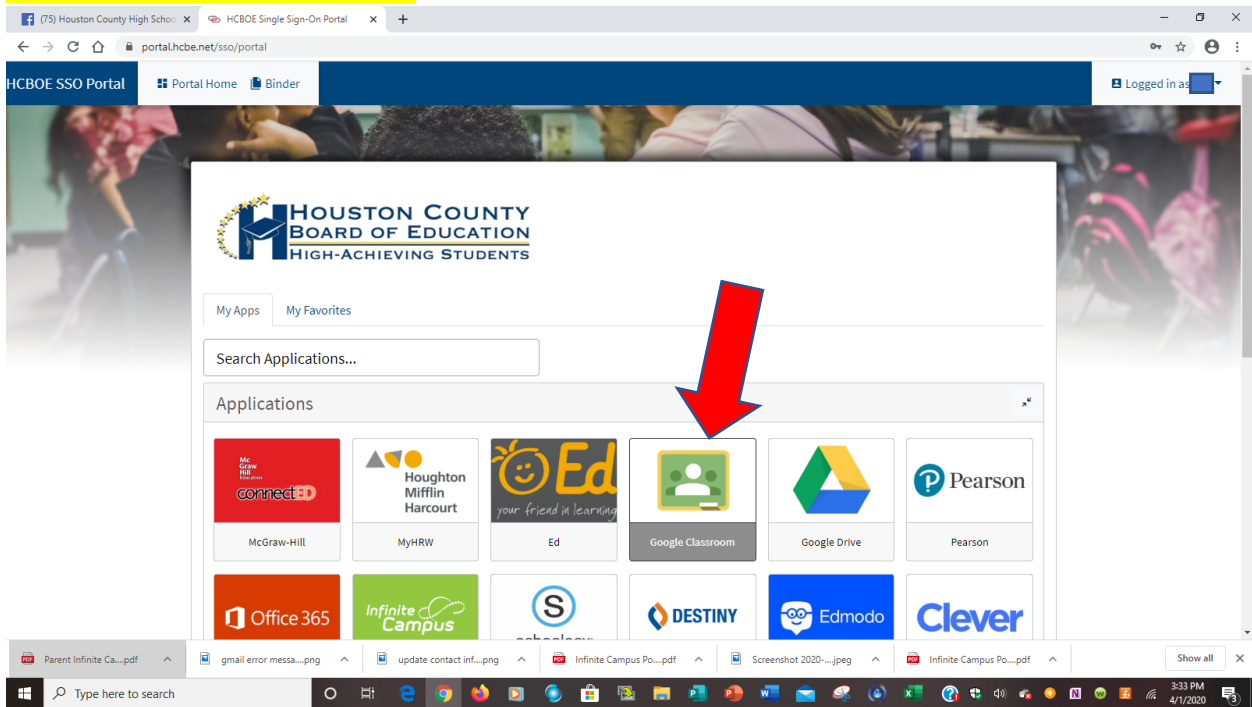 (75) Houston County High Schoo
HCBOE Single Sign-On Portal
portal.hcbe.net/sso/portal
HCBOE SSO Portal
Portal Home
Binder
Logged in as
HOUSTON COUNTY
BOARD OF EDUCATION
HIGH-ACHIEVING STUDENTS
My Apps
My Favorites
Search Applications...
Applications
Mc
Graw
Hill
Education
connectED
McGraw-Hill
Houghton
Mifflin
Harcourt
MyHRW
Ed
your friend in learning
Ed
Google Classroom
Google Drive
P Pearson
Pearson
Office 365
Infinite
Campus
S
DESTINY
Edmodo
Clever
Parent Infinite Ca....pdf
gmail error messa....png
update contact inf....png
Infinite Campus Po....pdf
Screenshot 2020-....jpeg
Infinite Campus Po....pdf
Show all
Type here to search
3:33 PM
4/1/2020